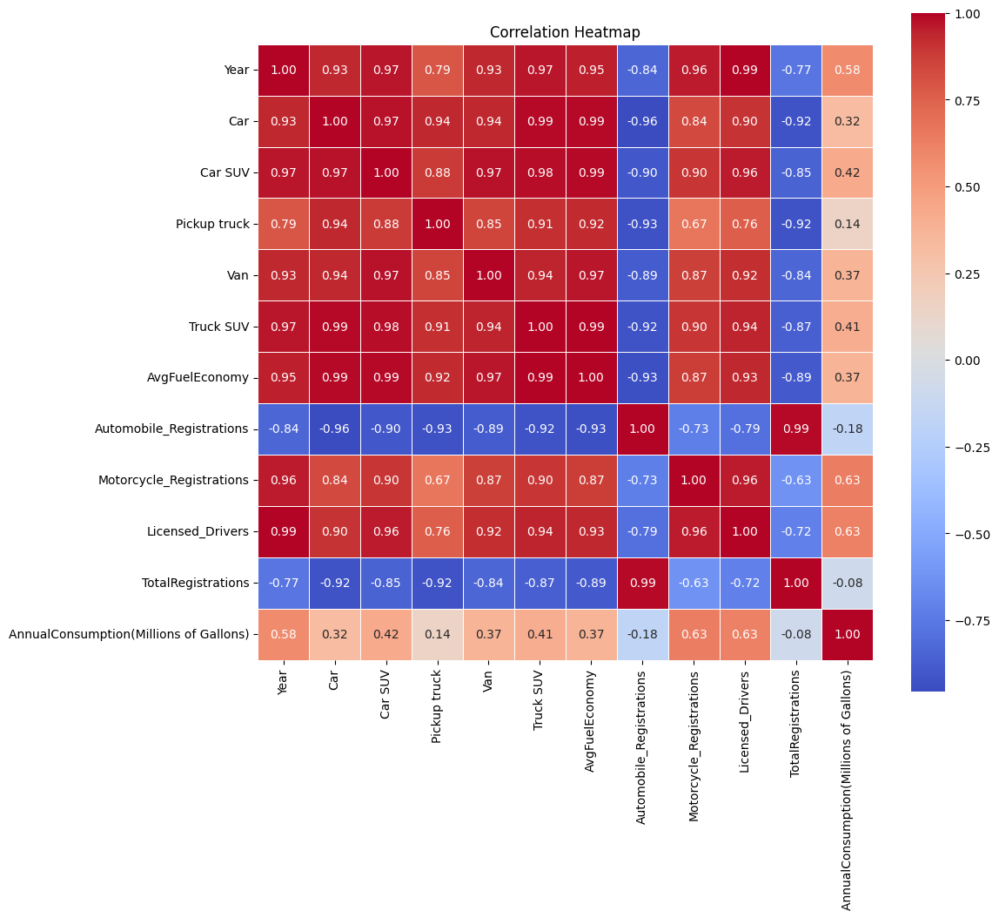 Correlation Heatmap
Year 1.00 0.93 0.97 0.79 0.93 0.97 0.95 -0.84 0.96 0.99 -0.77 0.58
Car 0.93 1.00 0.97 0.94 0.94 0.99 0.99 -0.96 0.84 0.90 -0.92 0.32
Car SUV 0.97 0.97 1.00 0.88 0.97 0.98 0.99 -0.90 0.90 0.96 -0.85 0.42
Pickup truck 0.79 0.94 0.88 1.00 0.85 0.91 0.92 -0.93 0.67 0.76 -0.92 0.14
Van 0.93 0.94 0.97 0.85 1.00 0.94 0.97 -0.89 0.87 0.92 -0.84 0.37
Truck SUV 0.97 0.99 0.98 0.91 0.94 1.00 0.99 -0.92 0.90 0.94 -0.87 0.41
AvgFuelEconomy 0.95 0.99 0.99 0.92 0.97 0.99 1.00 -0.93 0.87 0.93 -0.89 0.37
Automobile_Registrations -0.84 -0.96 -0.90 -0.93 -0.89 -0.92 -0.93 1.00 -0.73 -0.79 0.99 -0.18
Motorcycle_Registrations 0.96 0.84 0.90 0.67 0.87 0.90 0.87 -0.73 1.00 0.96 -0.63 0.63
Licensed_Drivers 0.99 0.90 0.96 0.76 0.92 0.94 0.93 -0.79 0.96 1.00 -0.72 0.63
TotalRegistrations -0.77 -0.92 -0.85 -0.92 -0.84 -0.87 -0.89 0.99 -0.63 -0.72 1.00 -0.08
AnnualConsumption(Millions of Gallons) 0.58 0.32 0.42 0.14 0.37 0.41 0.37 -0.18 0.63 0.63 -0.08 1.00
Year
Car
Car SUV
Pickup truck
Van
Truck SUV
AvgFuelEconomy
Automobile_Registrations
Motorcycle_Registrations
Licensed_Drivers
TotalRegistrations
AnnualConsumption(Millions of Gallons)
1.00
0.75
0.50
0.25
0.00
−0.25
−0.50
−0.75